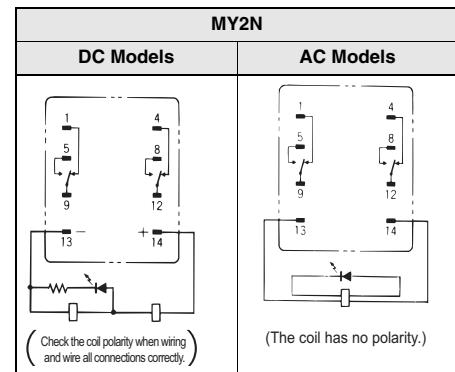 MY2N
DC Models AC Models
1 4
5 8
9 12
13 − + 14
Check the coil polarity when wiring
and wire all connections correctly.
1 4
5 8
9 12
13 14
(The coil has no polarity.)